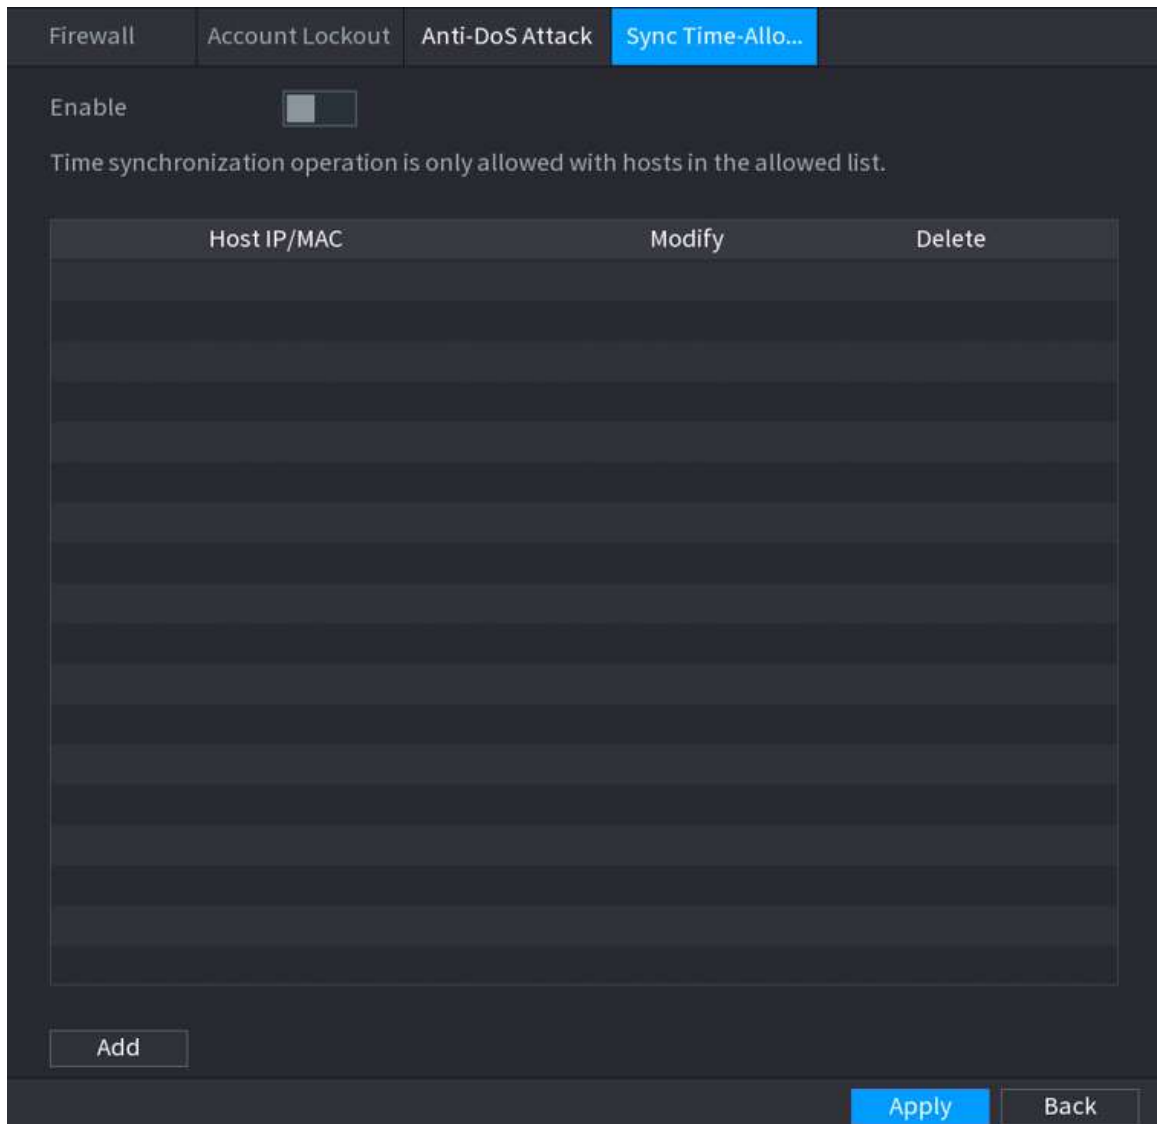 Firewall Account Lockout Anti-DoS Attack Sync Time-Allo...
Enable
Time synchronization operation is only allowed with hosts in the allowed list.
Host IP/MAC Modify Delete
Add
Apply Back